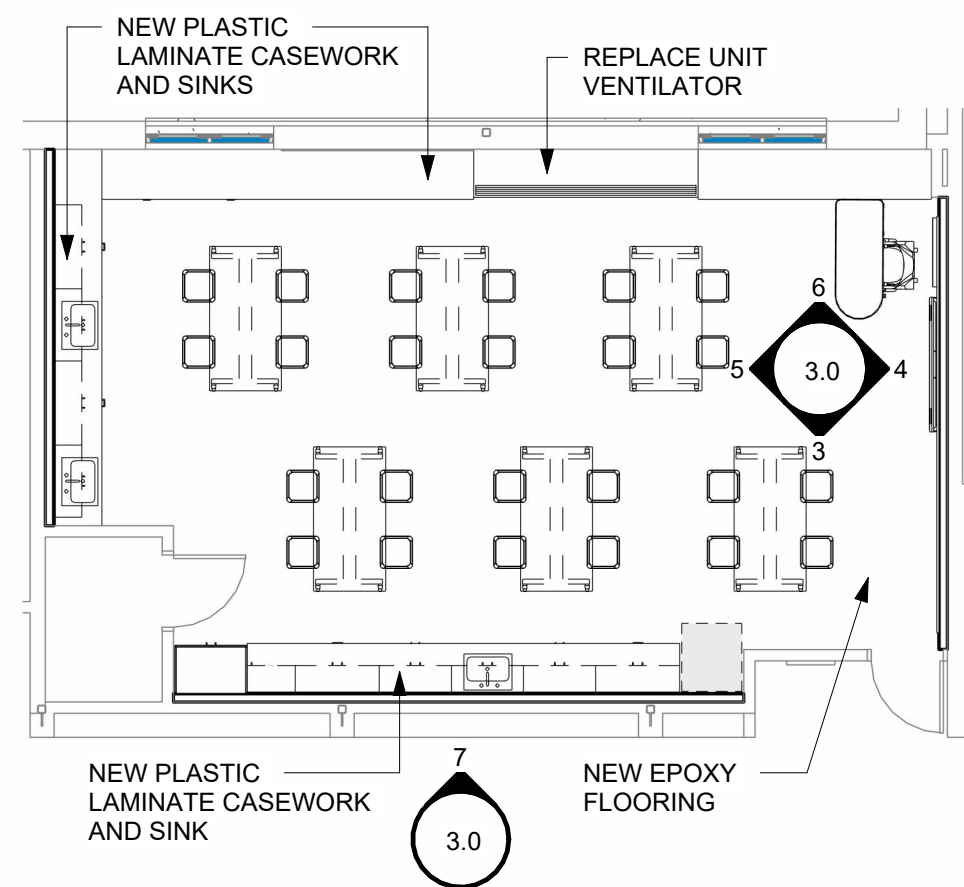 NEW PLASTIC
LAMINATE CASEWORK
AND SINKS
REPLACE UNIT
VENTILATOR
6
5
3.0
4
3
NEW PLASTIC
LAMINATE CASEWORK
AND SINK
7
3.0
NEW EPOXY
FLOORING